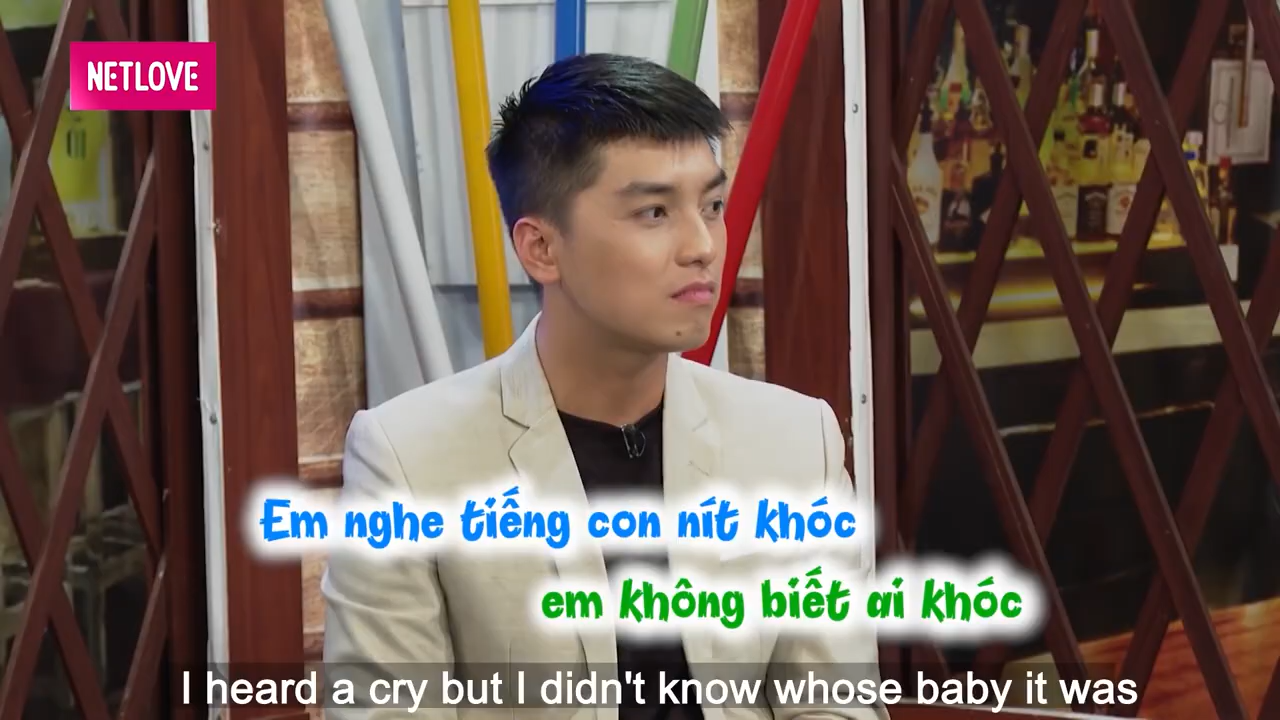 NETLOVE
Em nghe tiếng con nít khóc
em không biết ai khóc
I heard a cry but I didn't know whose baby it was